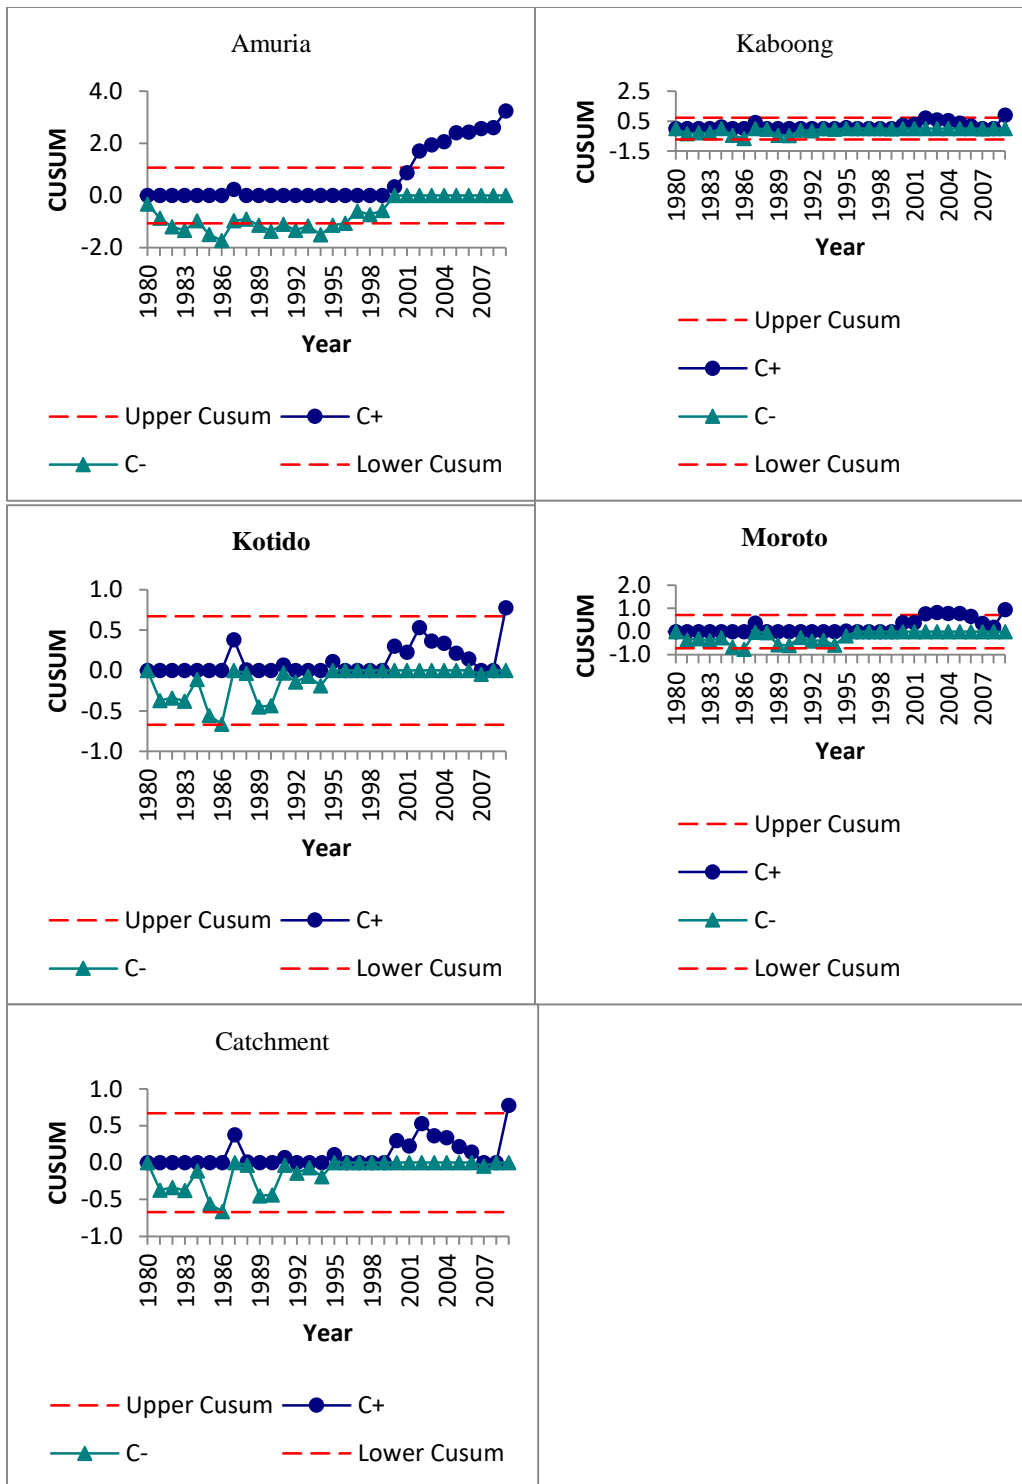 Amuria
4.0
2.0
0.0
-2.0
CUSUM
1980
1983
1986
1989
1992
1995
1998
2001
2004
2007
Year
Upper Cusum
C+
C-
Lower Cusum
Kaboong
2.5
0.5
-1.5
CUSUM
1980
1983
1986
1989
1992
1995
1998
2001
2004
2007
Year
Upper Cusum
C+
C-
Lower Cusum
Kotido
1.0
0.5
0.0
-0.5
-1.0
CUSUM
1980
1983
1986
1989
1992
1995
1998
2001
2004
2007
Year
Upper Cusum
C+
C-
Lower Cusum
Moroto
2.0
1.0
0.0
-1.0
CUSUM
1980
1983
1986
1989
1992
1995
1998
2001
2004
2007
Year
Upper Cusum
C+
C-
Lower Cusum
Catchment
1.0
0.5
0.0
-0.5
-1.0
CUSUM
1980
1983
1986
1989
1992
1995
1998
2001
2004
2007
Year
Upper Cusum
C+
C-
Lower Cusum